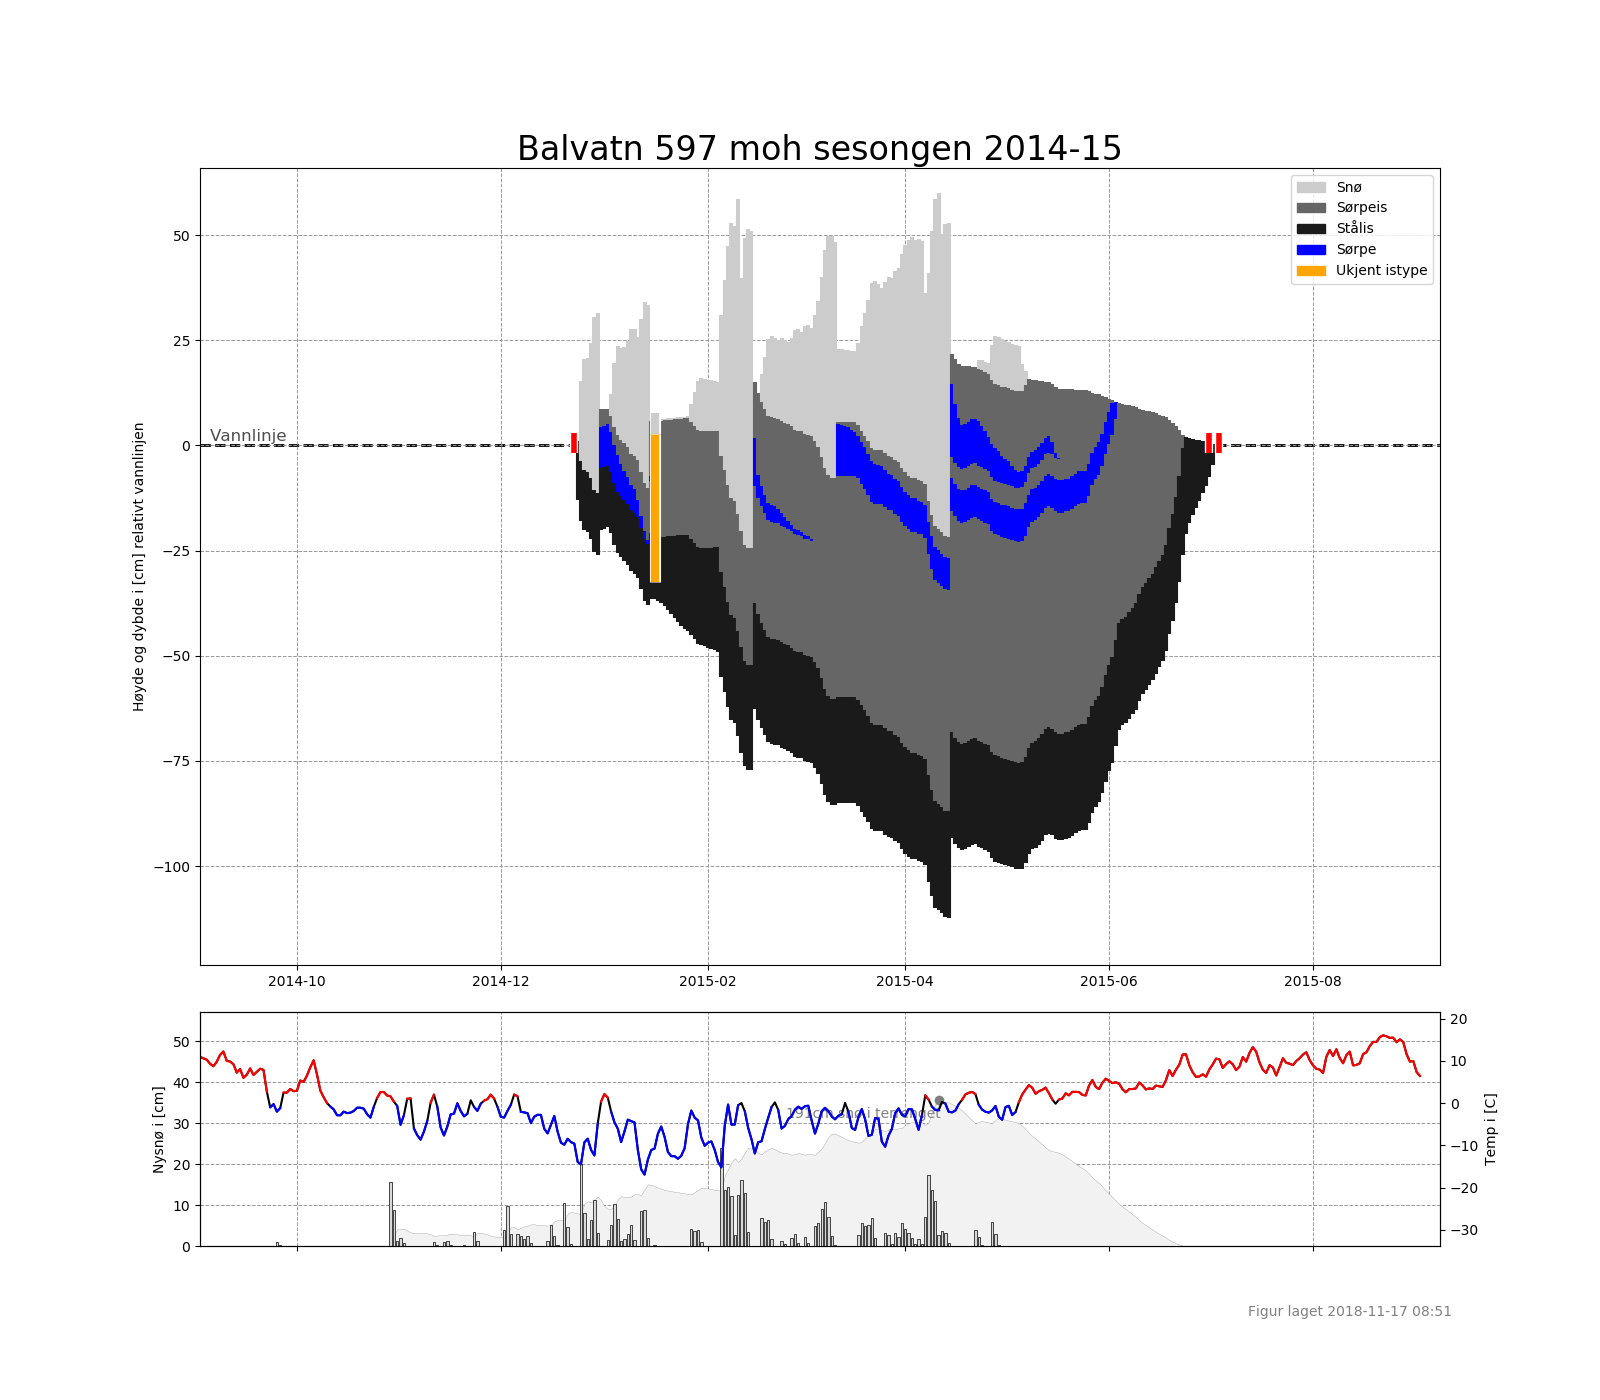 Balvatn 597 moh sesongen 2014-15
Snø
Sørpeis
Stålis
Sørpe
Ukjent istype
Høyde og dybde i [cm] relativt vannlinjen
50
25
0
−25
−50
−75
−100
Vannlinje
2014-10
2014-12
2015-02
2015-04
2015-06
2015-08
Nysnø i [cm]
50
40
30
20
10
0
191cm snø i terrenget
20
10
0
−10
−20
−30
Temp i [C]
Figur laget 2018-11-17 08:51